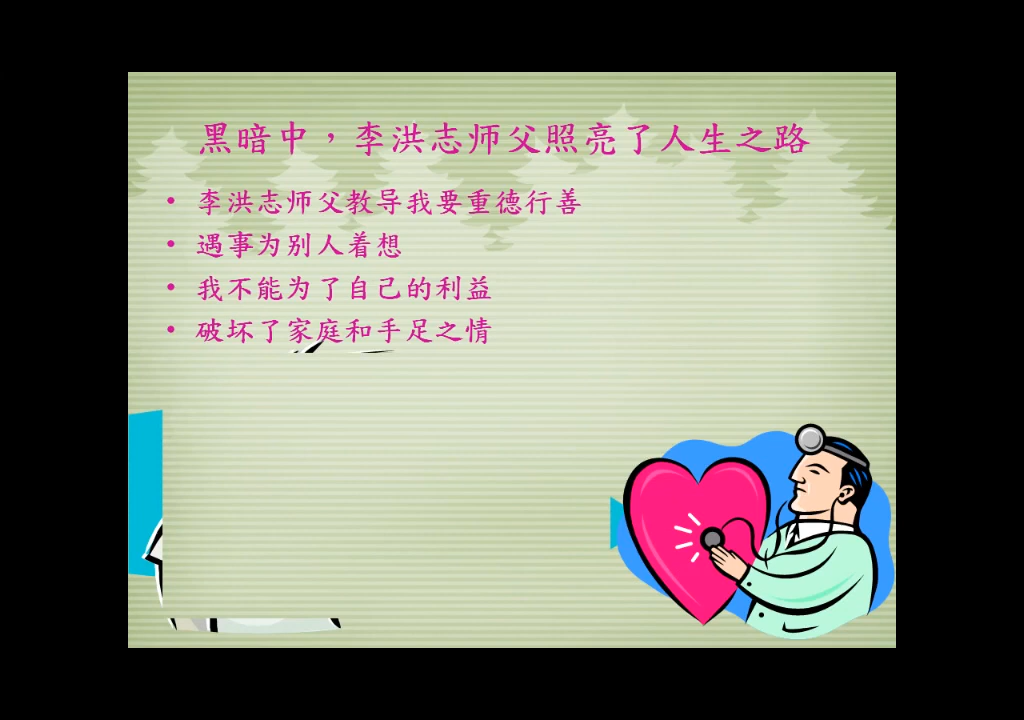 黑暗中，李洪志师父照亮了人生之路
• 李洪志师父教导我要重德行善
• 遇事为别人着想
• 我不能为了自己的利益
• 破坏了家庭和手足之情